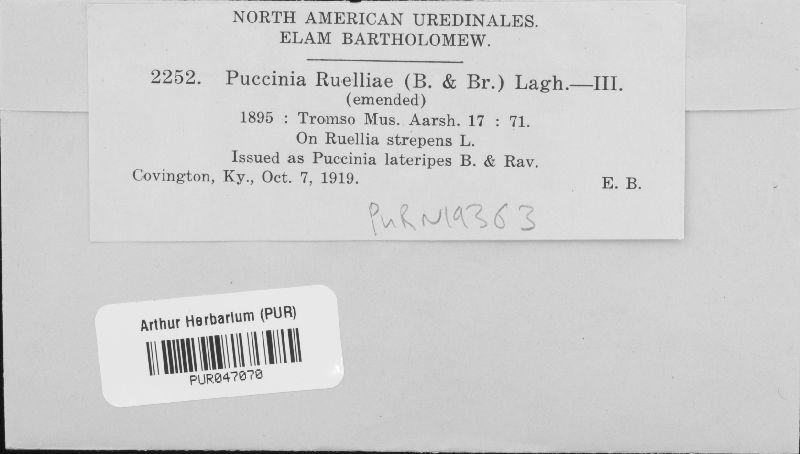 NORTH AMERICAN UREDINALES.
ELAM BARTHOLOMEW.
2252. Puccinia Ruelliae (B. & Br.) Lagh.—III.
(emended)
1895 : Tromso Mus. Aarsh. 17 : 71.
On Ruellia strepens L.
Issued as Puccinia lateripes B. & Rav.
Covington, Ky., Oct. 7, 1919. E. B.
PURN19363
Arthur Herbarium (PUR)
PUR047070